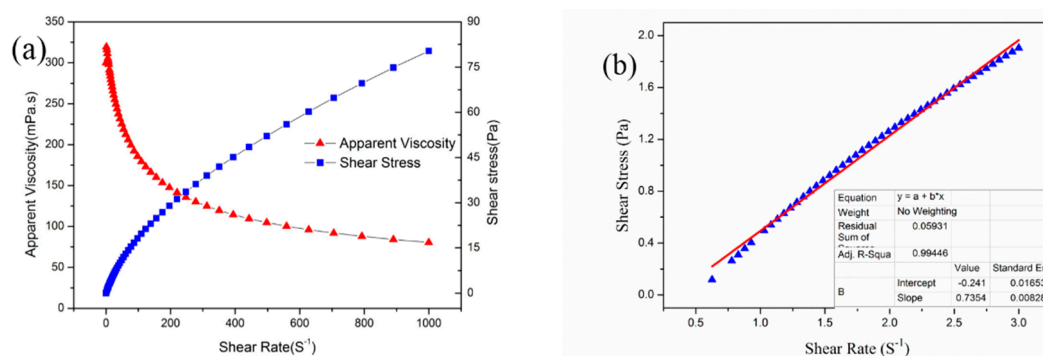 (a)
350
300
250
200
150
100
50
0
Apparent Viscosity(mPa.s)
90
75
60
45
30
15
0
Shear stress(Pa)
Apparent Viscosity
Shear Stress
0 200 400 600 800 1000
Shear Rate(S-1)
(b)
2.0
1.6
1.2
0.8
0.4
0.0
Shear Stress (Pa)
Equation y = a + b*x
Weight No Weighting
Residual 0.05931
Sum of
Adj. R-Squa 0.99446
Value Standard Er
B Intercept -0.241 0.01653
Slope 0.7354 0.00828
0.5 1.0 1.5 2.0 2.5 3.0
Shear Rate (S-1)